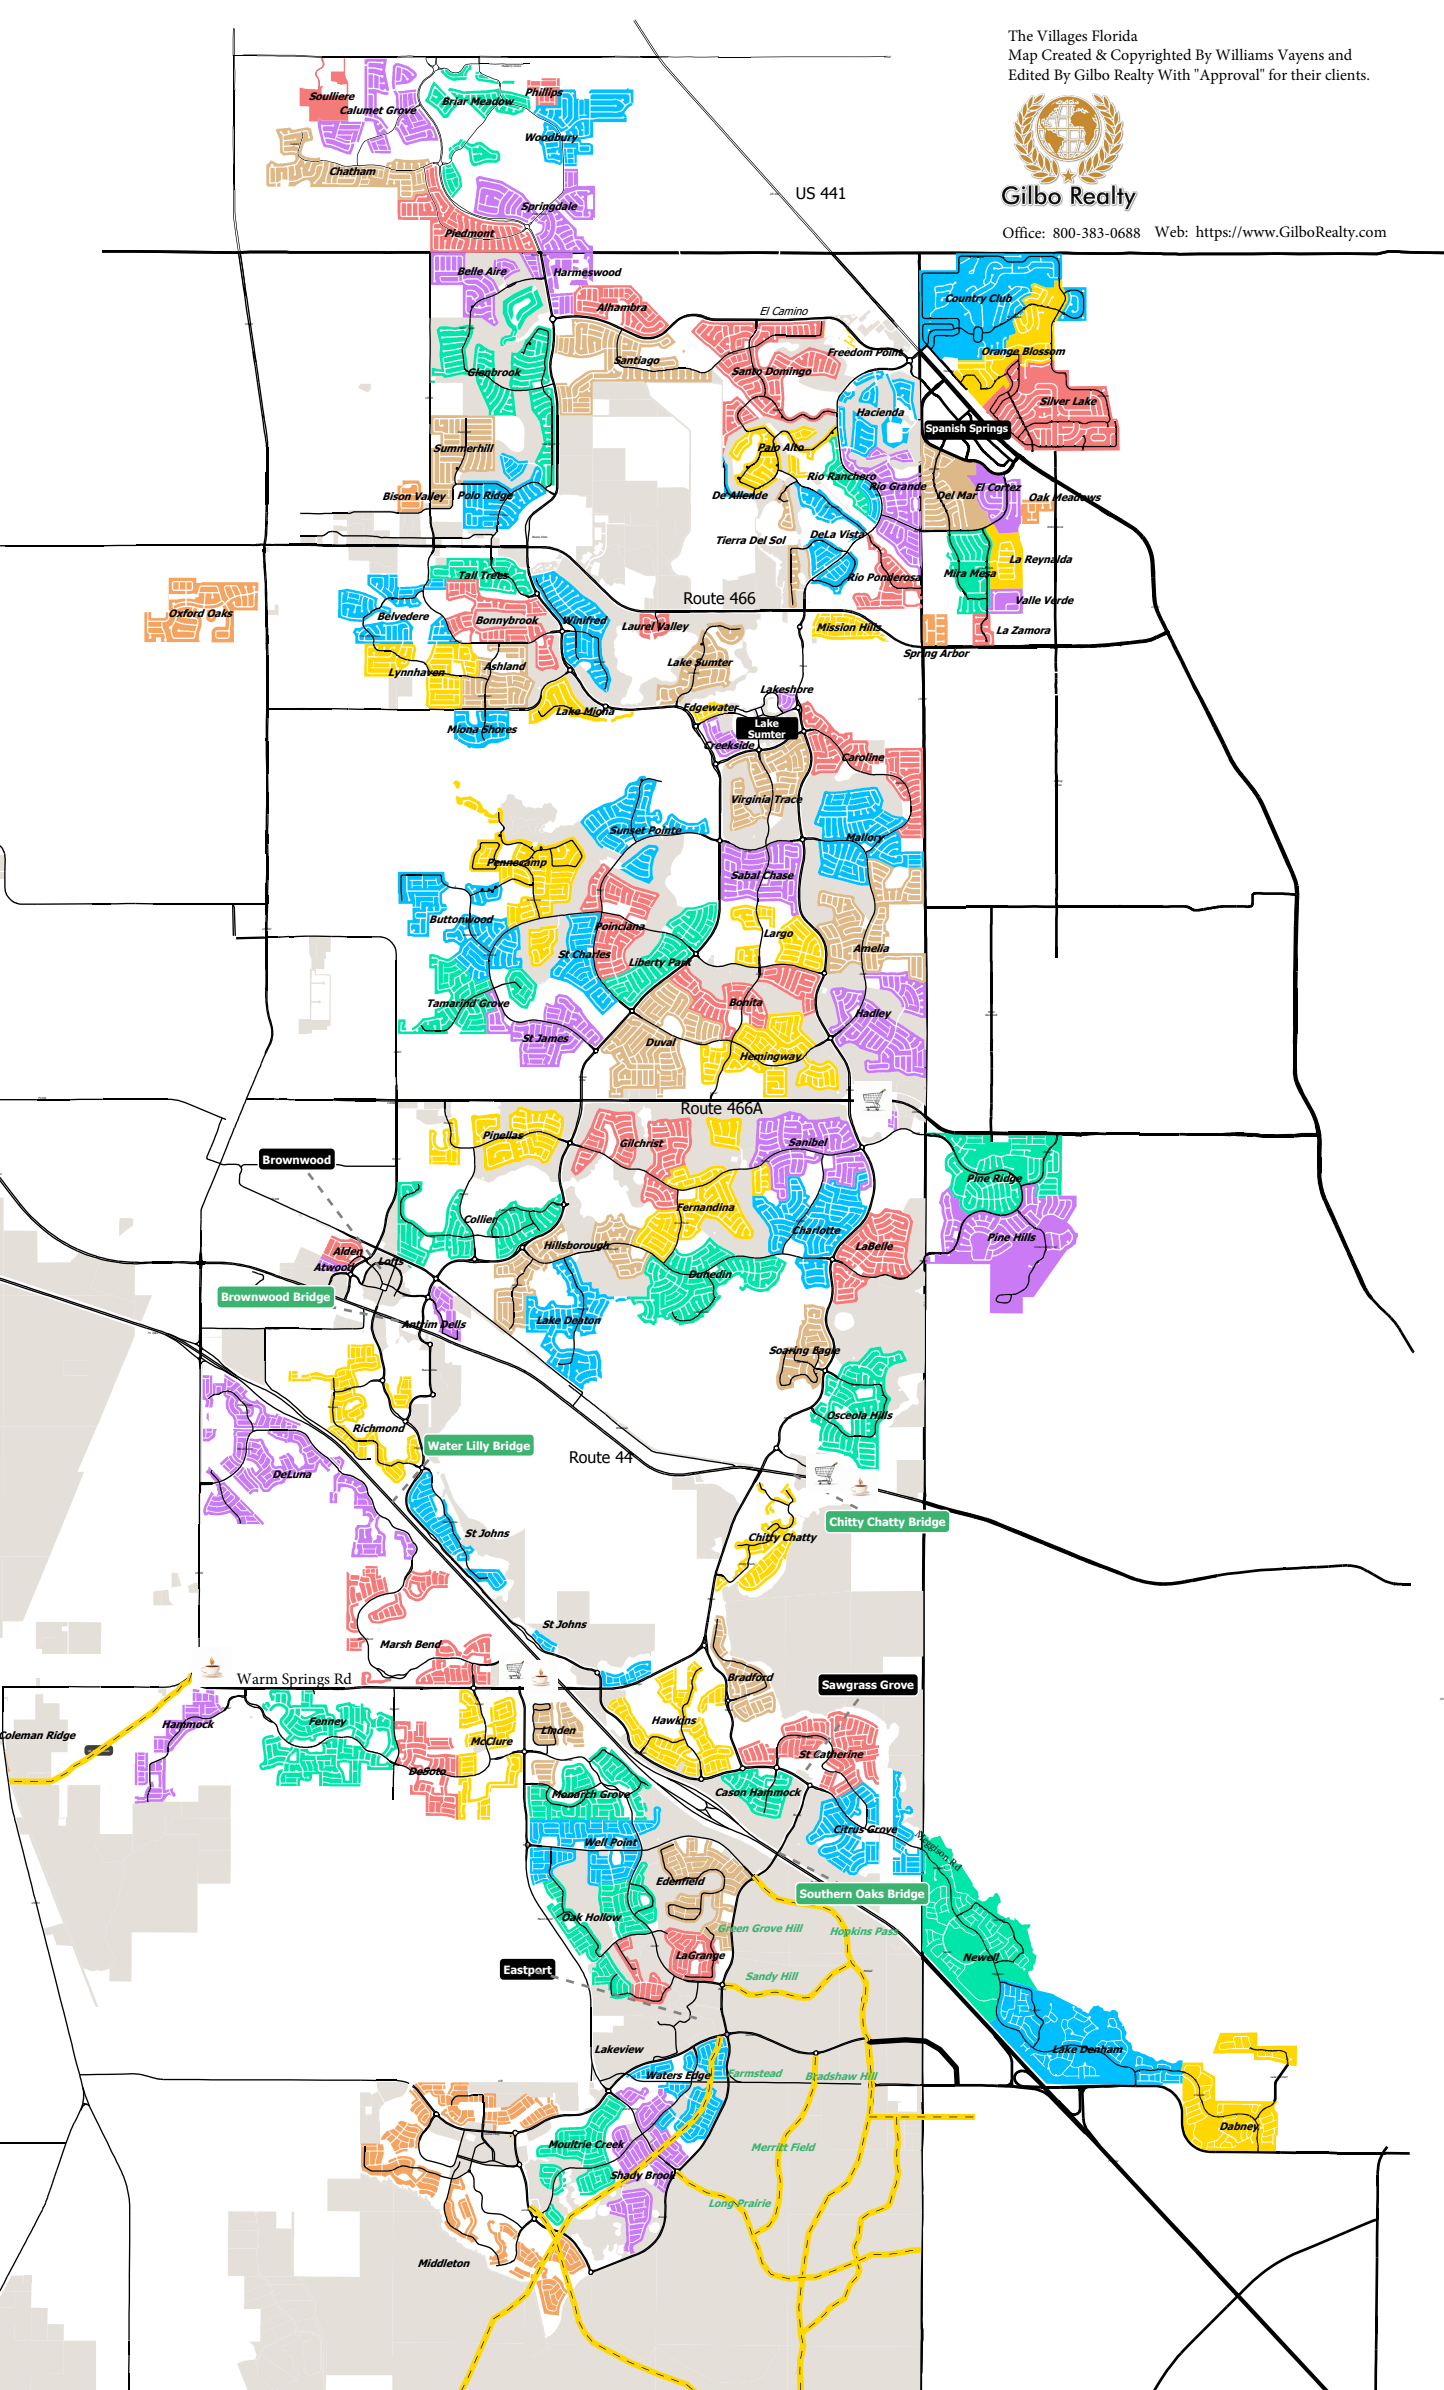 The Villages Florida
Map Created & Copyrighted By Williams Vayens and
Edited By Gilbo Realty With "Approval" for their clients.
Gilbo Realty
Office: 800-383-0688 Web: https://www.GilboRealty.com
Soulliere
Calumet Grove
Briar Meadow
Phillips
Woodbury
Chatham
US 441
Springdale
Piedmont
Belle Aire
Harmeswood
Country Club
Alhambra
El Camino
Freedom Point
Orange Blossom
Santiago
Glenbrook
Santo Domingo
Silver Lake
Hacienda
Spanish Springs
Summerhill
Palo Alto
Rio Ranchero
Rio Grande
El Cortez
Bison Valley
Polo Ridge
De Allende
Del Mar
Oak Meadows
DeLa Vista
Tierra Del Sol
La Reynalda
Tall Trees
Rio Ponderosa
Mira Mesa
Route 466
Valle Verde
Oxford Oaks
Belvedere
Bonnybrook
Winifred
Laurel Valley
Mission Hills
La Zamora
Spring Arbor
Lynnhaven
Ashland
Lake Sumter
Lakeshore
Lake Miona
Edgewater
Miona Shores
Lake
Sumter
Creekside
Caroline
Virginia Trace
Sunset Pointe
Mallory
Pennecamp
Sabal Chase
Buttonwood
Poinciana
Largo
St Charles
Liberty Park
Amelia
Tamarind Grove
Bonita
Hadley
St James
Duval
Hemingway
Route 466A
Pinellas
Gilchrist
Sanibel
Brownwood
Pine Ridge
Fernandina
Collier
Charlotte
Pine Hills
Hillsborough
LaBelle
Alden
Lofts
Atwood
Dunedin
Brownwood Bridge
Antrim Dells
Lake Deaton
Soaring Eagle
Osceola Hills
Richmond
Water Lilly Bridge
Route 44
DeLuna
Chitty Chatty Bridge
St Johns
Chitty Chatty
St Johns
Marsh Bend
Warm Springs Rd
Bradford
Sawgrass Grove
Coleman Ridge
Hammock
Fenney
McClure
Linden
Hawkins
St Catherine
DeSoto
Monarch Grove
Cason Hammock
Citrus Grove
Well Point
Meggison Rd
Edenfield
Southern Oaks Bridge
Oak Hollow
Green Grove Hill
Hopkins Pass
LaGrange
Newell
Eastport
Sandy Hill
Lakeview
Lake Denham
Waters Edge
Farmstead
Bradshaw Hill
Dabney
Moultrie Creek
Merritt Field
Shady Brook
Long Prairie
Middleton